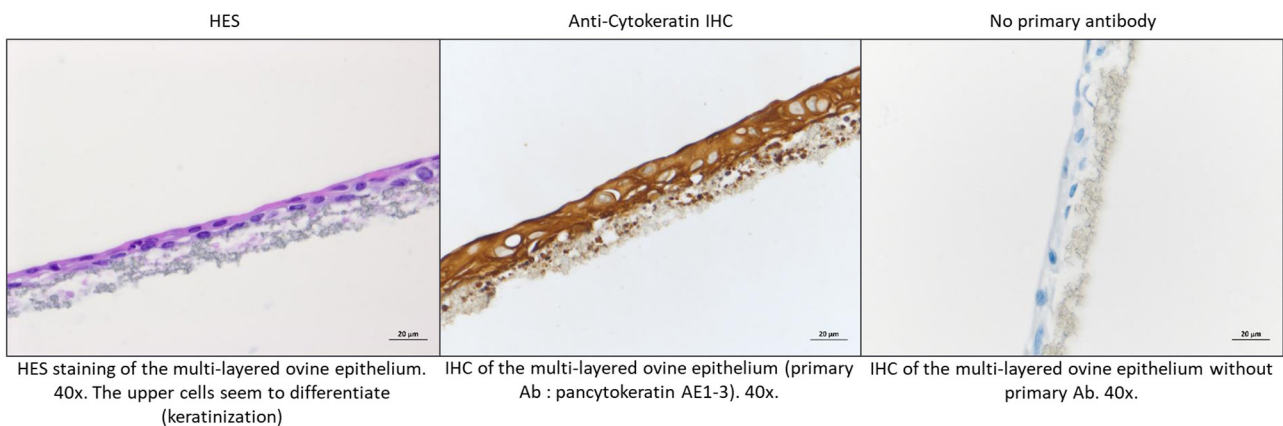 HES
Anti-Cytokeratin IHC
No primary antibody
20 µm
20 µm
20 µm
HES staining of the multi-layered ovine epithelium.
40x. The upper cells seem to differentiate
(keratinization)
IHC of the multi-layered ovine epithelium (primary
Ab : pancytokeratin AE1-3). 40x.
IHC of the multi-layered ovine epithelium without
primary Ab. 40x.